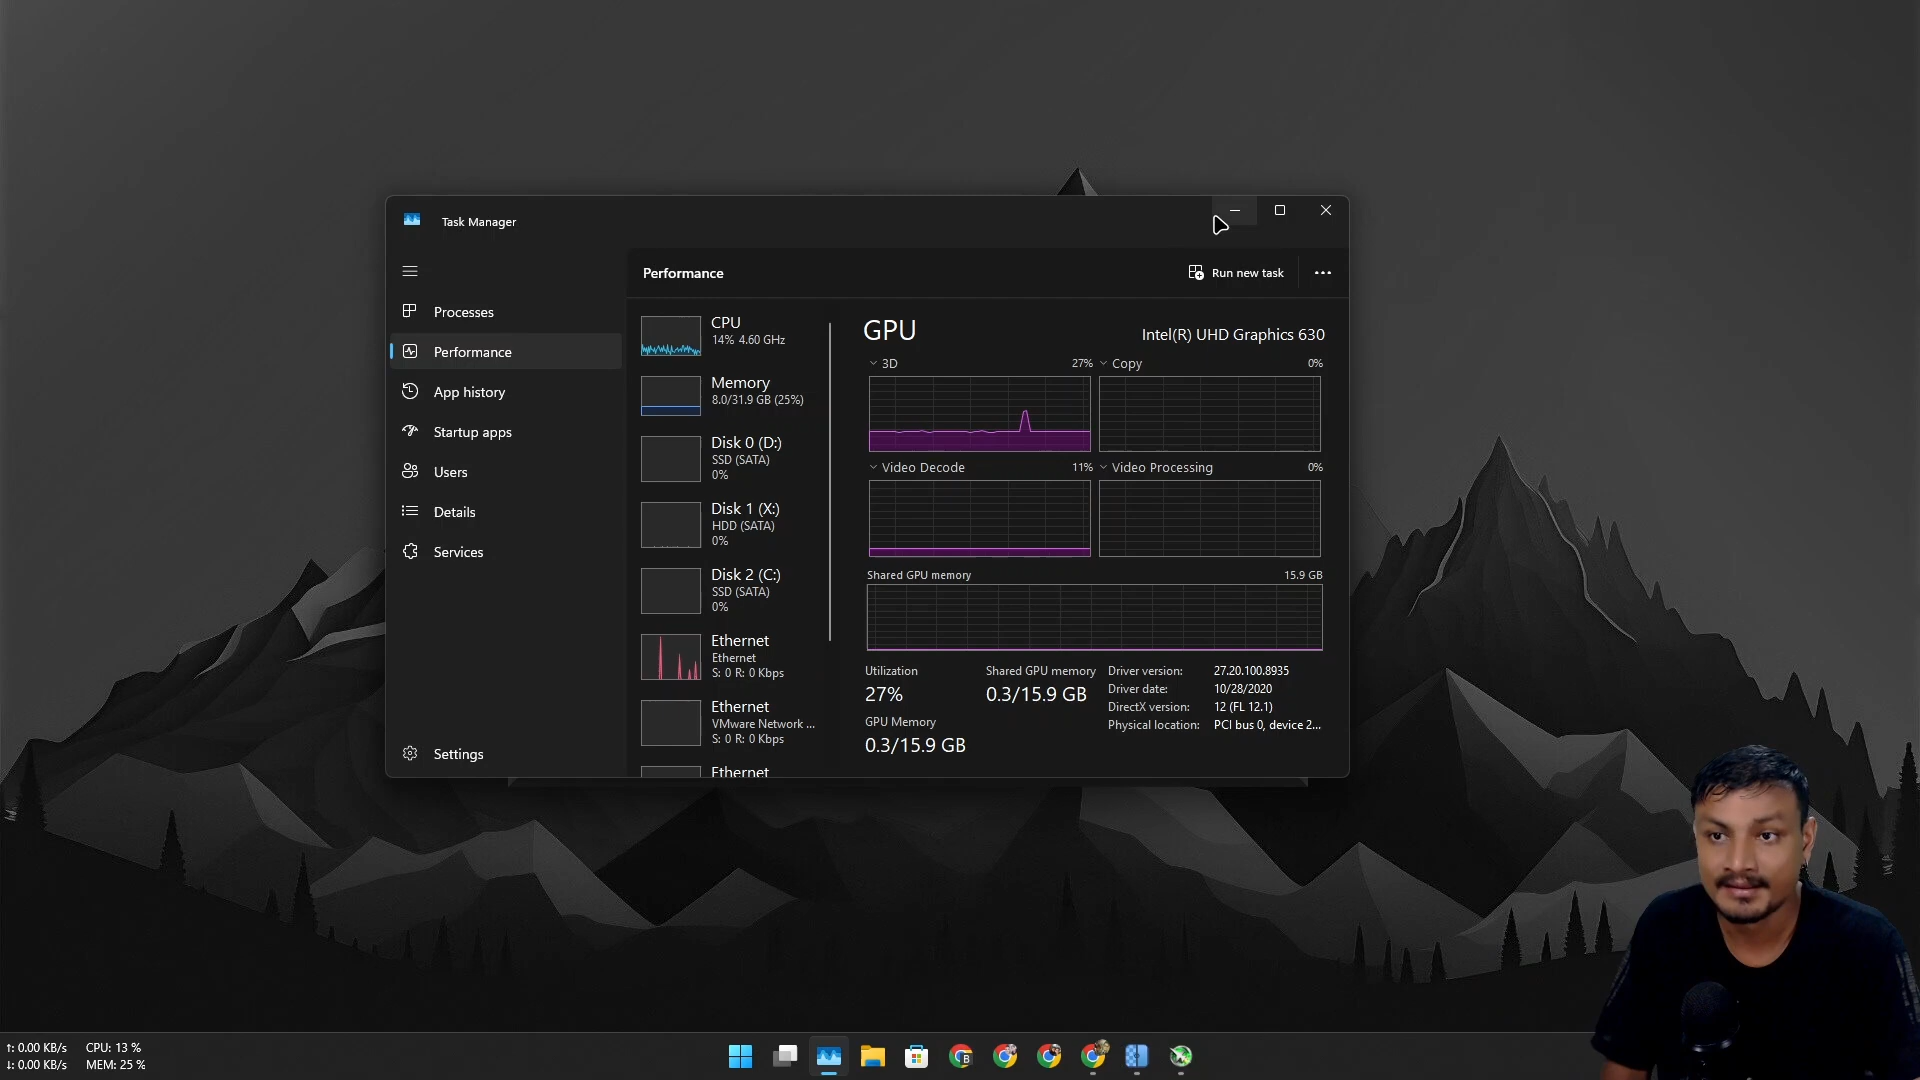 Task Manager
Performance
Run new task
Processes
Performance
App history
Startup apps
Users
Details
Services
Settings
CPU
14% 4.60 GHz
Memory
8.0/31.9 GB (25%)
Disk 0 (D:)
SSD (SATA)
0%
Disk 1 (X:)
HDD (SATA)
0%
Disk 2 (C:)
SSD (SATA)
0%
Ethernet
Ethernet
S: 0 R: 0 Kbps
Ethernet
VMware Network ...
S: 0 R: 0 Kbps
Ethernet
GPU
Intel(R) UHD Graphics 630
3D 27%
Copy 0%
Video Decode 11%
Video Processing 0%
Shared GPU memory 15.9 GB
Utilization
27%
Shared GPU memory
0.3/15.9 GB
GPU Memory
0.3/15.9 GB
Driver version: 27.20.100.8935
Driver date: 10/28/2020
DirectX version: 12 (FL 12.1)
Physical location: PCI bus 0, device 2...
↑: 0.00 KB/s CPU: 13 %
↓: 0.00 KB/s MEM: 25 %
B